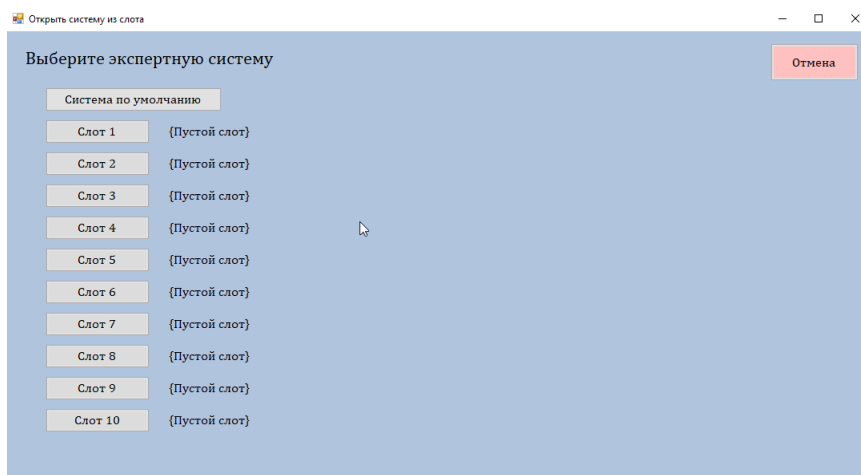 Открыть систему из слота
Выберите экспертную систему
Отмена
Система по умолчанию
Слот 1 {Пустой слот}
Слот 2 {Пустой слот}
Слот 3 {Пустой слот}
Слот 4 {Пустой слот}
Слот 5 {Пустой слот}
Слот 6 {Пустой слот}
Слот 7 {Пустой слот}
Слот 8 {Пустой слот}
Слот 9 {Пустой слот}
Слот 10 {Пустой слот}